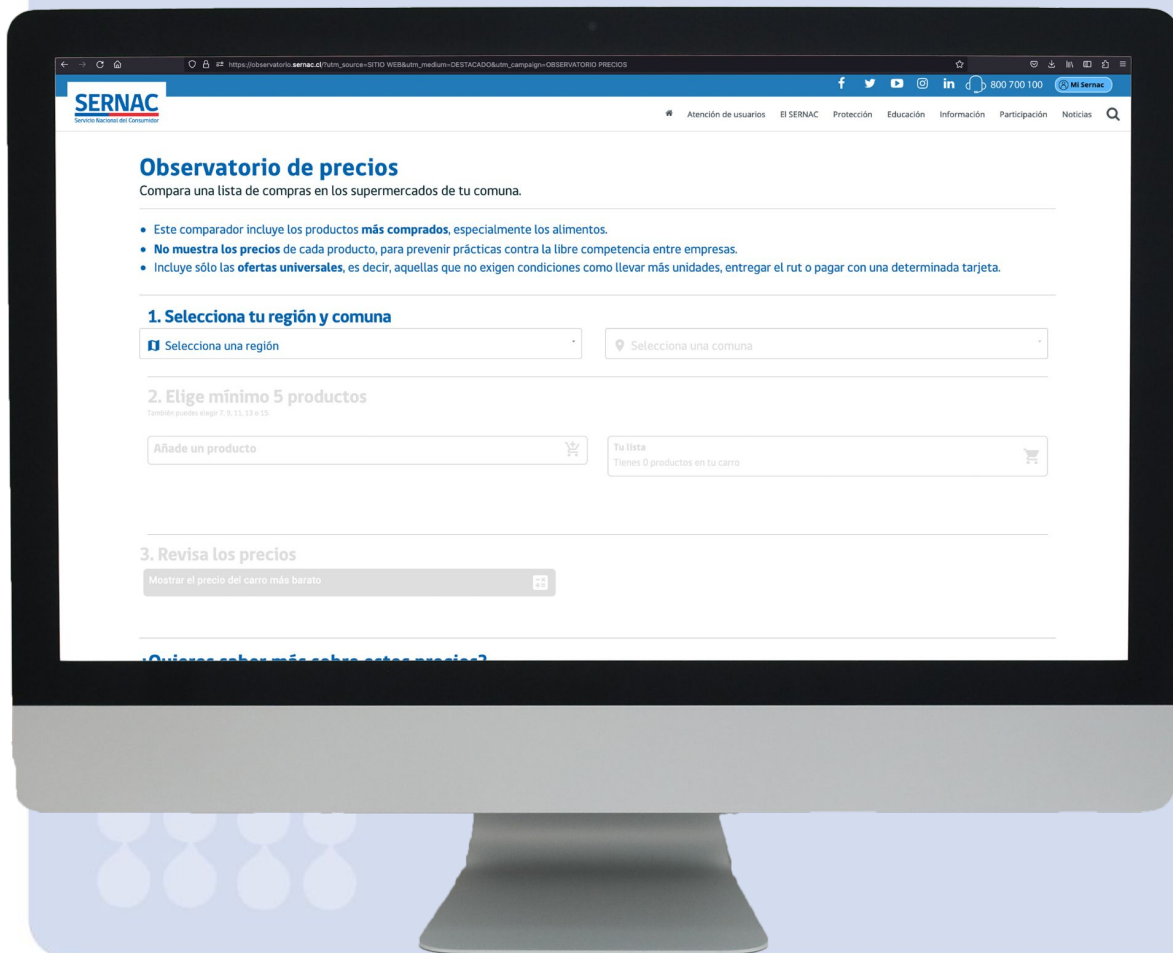 https://observatorio.sernac.cl/?utm_source=SITIO WEB&utm_medium=DESTACADO&utm_campaign=OBSERVATORIO PRECIOS
800 700 100
Mi Sernac
SERNAC
Servicio Nacional del Consumidor
Atención de usuarios El SERNAC Protección Educación Información Participación Noticias
Observatorio de precios
Compara una lista de compras en los supermercados de tu comuna.
Este comparador incluye los productos más comprados, especialmente los alimentos.
No muestra los precios de cada producto, para prevenir prácticas contra la libre competencia entre empresas.
Incluye sólo las ofertas universales, es decir, aquellas que no exigen condiciones como llevar más unidades, entregar el rut o pagar con una determinada tarjeta.
1. Selecciona tu región y comuna
Selecciona una región
Selecciona una comuna
2. Elige mínimo 5 productos
También puedes elegir 7, 9, 11, 13 o 15.
Añade un producto
Tu lista
Tienes 0 productos en tu carro
3. Revisa los precios
Mostrar el precio del carro más barato
¿Quieres saber más sobre estos precios?